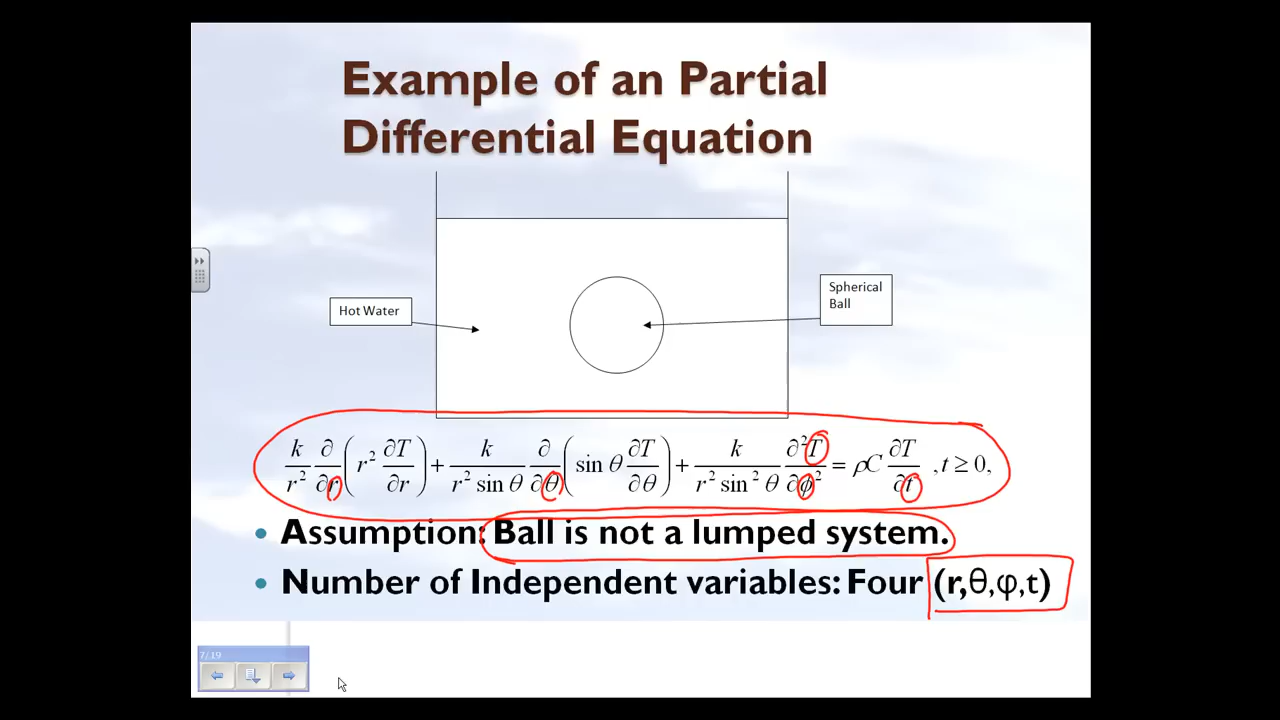 Example of an Partial
Differential Equation
Hot Water
Spherical
Ball
k/r² ∂/∂r (r² ∂T/∂r) + k/(r² sin θ) ∂/∂θ (sin θ ∂T/∂θ) + k/(r² sin² θ) ∂²T/∂ϕ² = ρC ∂T/∂t , t ≥ 0,
• Assumption: Ball is not a lumped system.
• Number of Independent variables: Four (r,θ,φ,t)
7/19